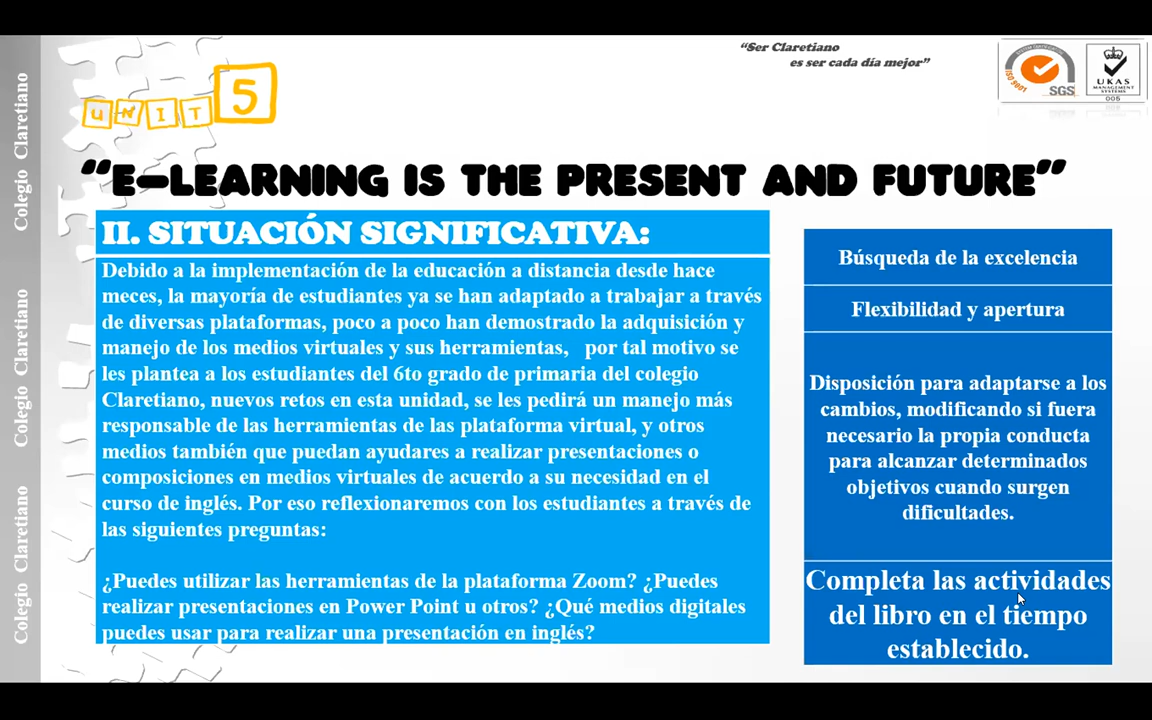 Colegio Claretiano
Colegio Claretiano
Colegio Claretiano
"Ser Claretiano
es ser cada día mejor"
SYSTEM CERTIFICATION
ISO 9001
SGS
UKAS
MANAGEMENT
SYSTEMS
005
UNIT 5
"E-LEARNING IS THE PRESENT AND FUTURE"
II. SITUACIÓN SIGNIFICATIVA:
Debido a la implementación de la educación a distancia desde hace
meces, la mayoría de estudiantes ya se han adaptado a trabajar a través
de diversas plataformas, poco a poco han demostrado la adquisición y
manejo de los medios virtuales y sus herramientas, por tal motivo se
les plantea a los estudiantes del 6to grado de primaria del colegio
Claretiano, nuevos retos en esta unidad, se les pedirá un manejo más
responsable de las herramientas de las plataforma virtual, y otros
medios también que puedan ayudares a realizar presentaciones o
composiciones en medios virtuales de acuerdo a su necesidad en el
curso de inglés. Por eso reflexionaremos con los estudiantes a través de
las siguientes preguntas:
¿Puedes utilizar las herramientas de la plataforma Zoom? ¿Puedes
realizar presentaciones en Power Point u otros? ¿Qué medios digitales
puedes usar para realizar una presentación en inglés?
Búsqueda de la excelencia
Flexibilidad y apertura
Disposición para adaptarse a los
cambios, modificando si fuera
necesario la propia conducta
para alcanzar determinados
objetivos cuando surgen
dificultades.
Completa las actividades
del libro en el tiempo
establecido.